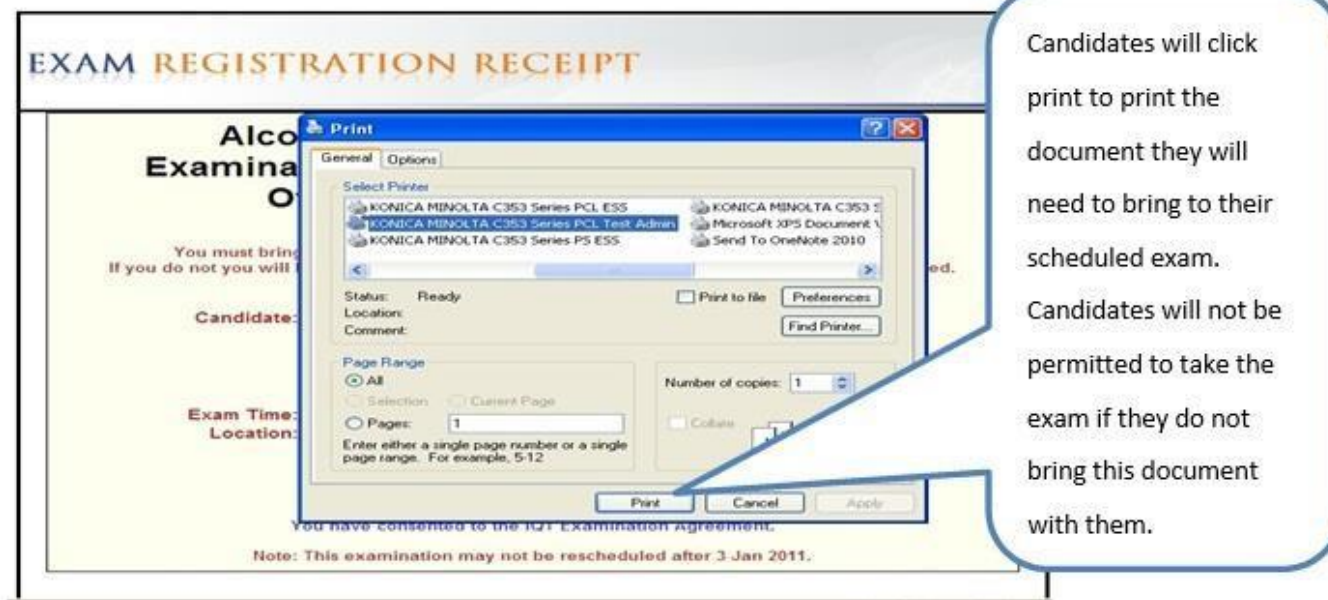 EXAM REGISTRATION RECEIPT
Candidates will click
print to print the
document they will
need to bring to their
scheduled exam.
Candidates will not be
permitted to take the
exam if they do not
bring this document
with them.
Alco
Examina
O
You must bring
If you do not you will
ed.
Candidate:
Exam Time:
Location:
Print
General Options
Select Printer
KONICA MINOLTA C353 Series PCL ESS KONICA MINOLTA C353 S
KONICA MINOLTA C353 Series PCL Test Admin Microsoft XPS Document
KONICA MINOLTA C353 Series PS ESS Send To OneNote 2010
Status: Ready Print to file Preferences
Location:
Comment: Find Printer...
Page Range
All Number of copies: 1
Selection Current Page
Pages: 1 Collate
Enter either a single page number or a single
page range. For example, 5-12
Print Cancel Apply
You have consented to the IQT Examination Agreement.
Note: This examination may not be rescheduled after 3 Jan 2011.